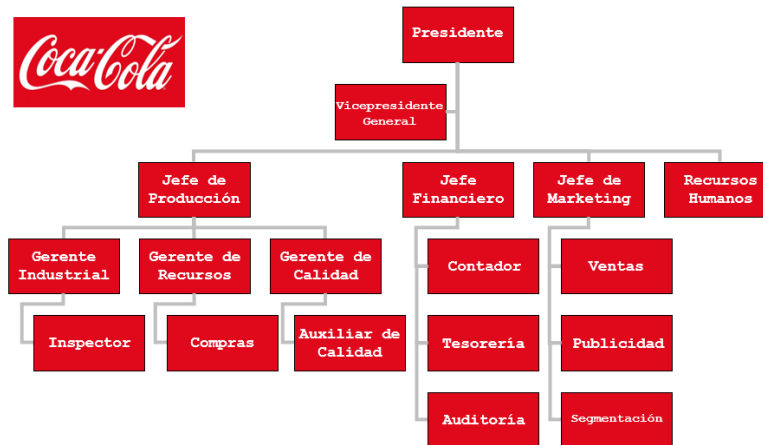 Coca-Cola
Presidente
Vicepresidente
General
Jefe de
Producción
Jefe
Financiero
Jefe de
Marketing
Recursos
Humanos
Gerente
Industrial
Gerente de
Recursos
Gerente de
Calidad
Contador
Ventas
Inspector
Compras
Auxiliar de
Calidad
Tesorería
Publicidad
Auditoría
Segmentación